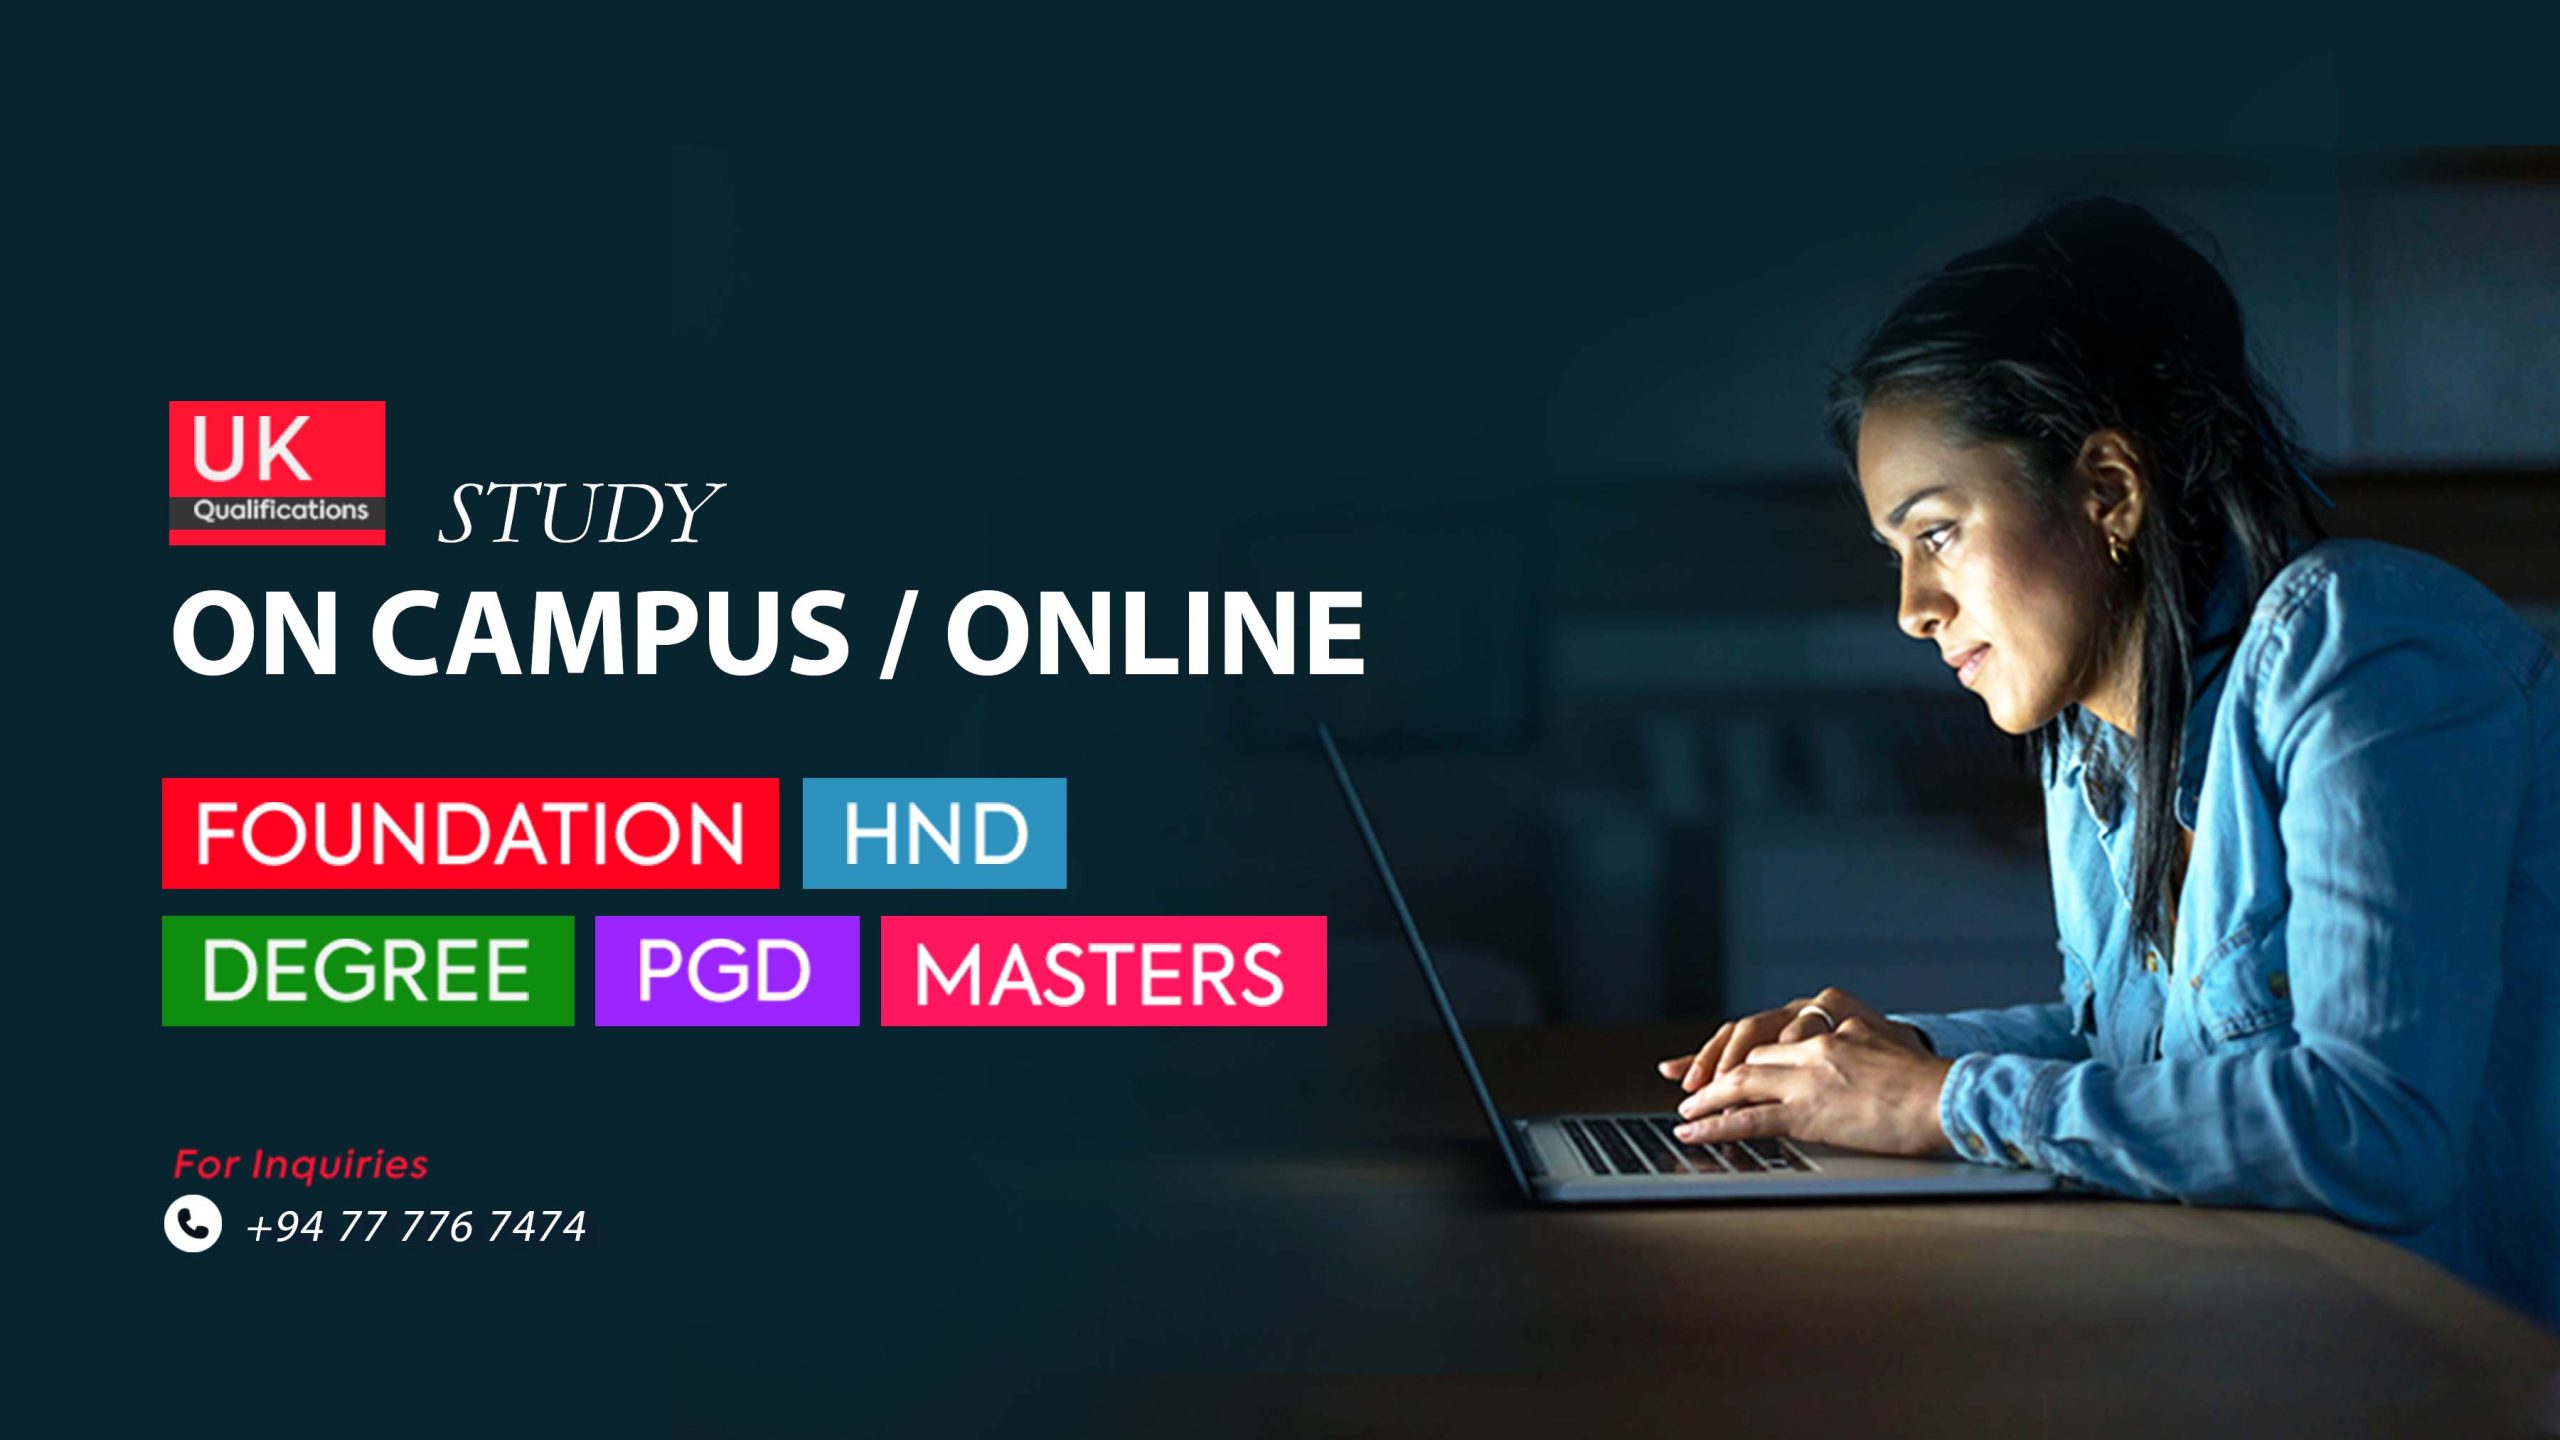 UK
Qualifications
STUDY
ON CAMPUS / ONLINE
FOUNDATION HND
DEGREE PGD MASTERS
For Inquiries
+94 77 776 7474